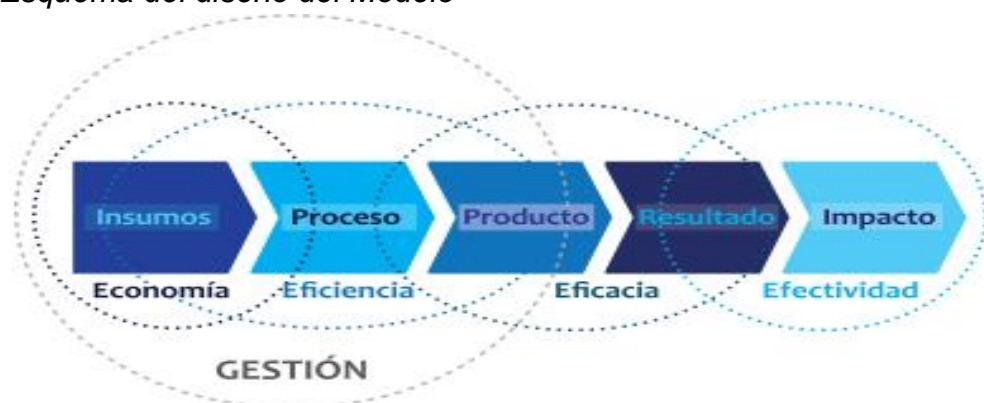 Esquema del diseño del Modelo
Insumos Proceso Producto Resultado Impacto
Economía Eficiencia Eficacia Efectividad
GESTIÓN